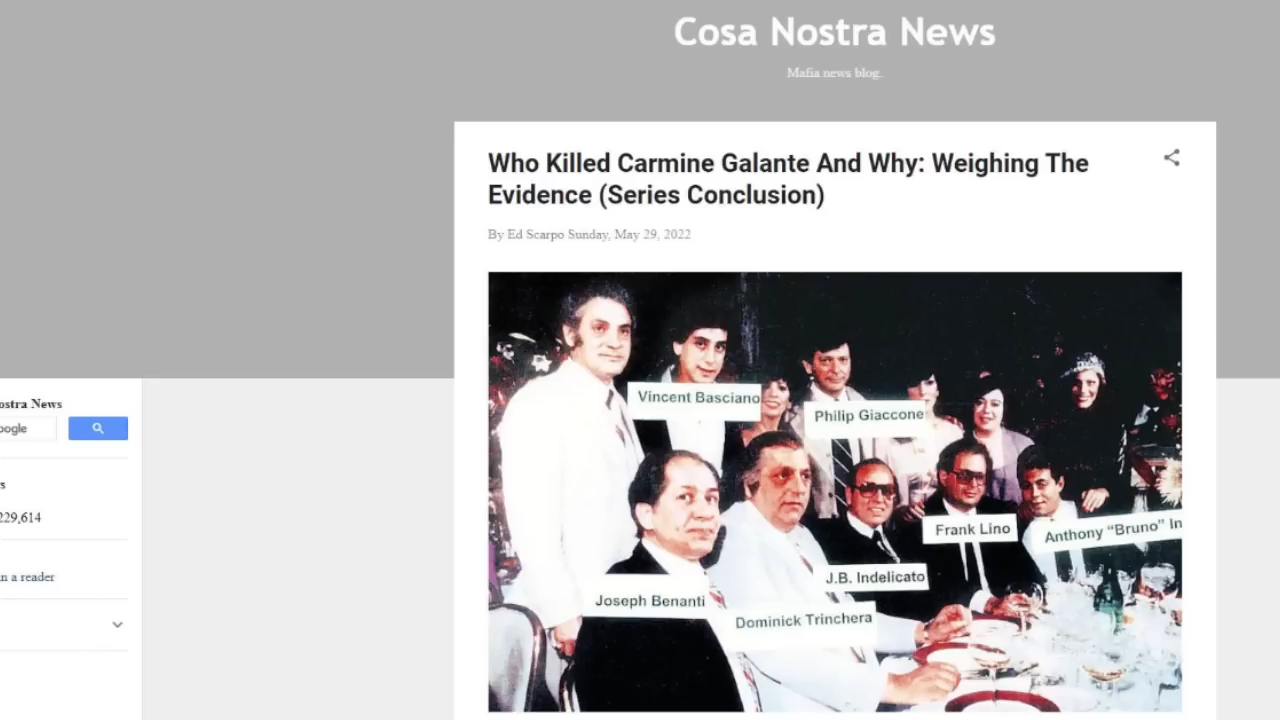 Cosa Nostra News
Mafia news blog.
Who Killed Carmine Galante And Why: Weighing The
Evidence (Series Conclusion)
By Ed Scarpo Sunday, May 29, 2022
ostra News
oogle
s
229,614
n a reader
Vincent Basciano
Philip Giaccone
Frank Lino
Anthony “Bruno” In
J.B. Indelicato
Joseph Benanti
Dominick Trinchera